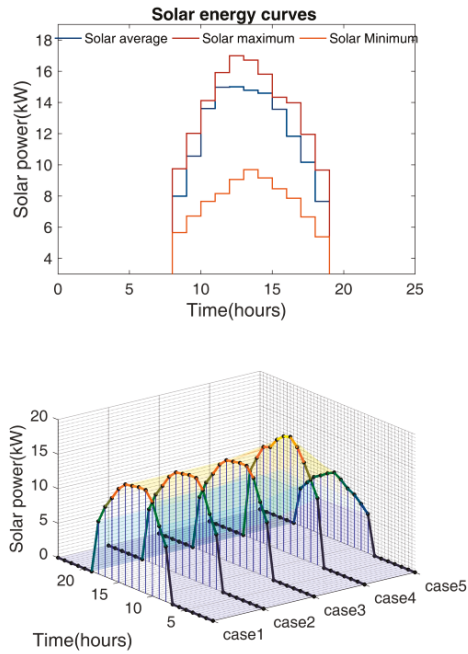 Solar energy curves
Solar average Solar maximum Solar Minimum
18
16
14
12
10
8
6
4
Solar power(kW)
0 5 10 15 20 25
Time(hours)
20
15
10
5
0
Solar power(kW)
20
15
10
5
Time(hours)
case1
case2
case3
case4
case5